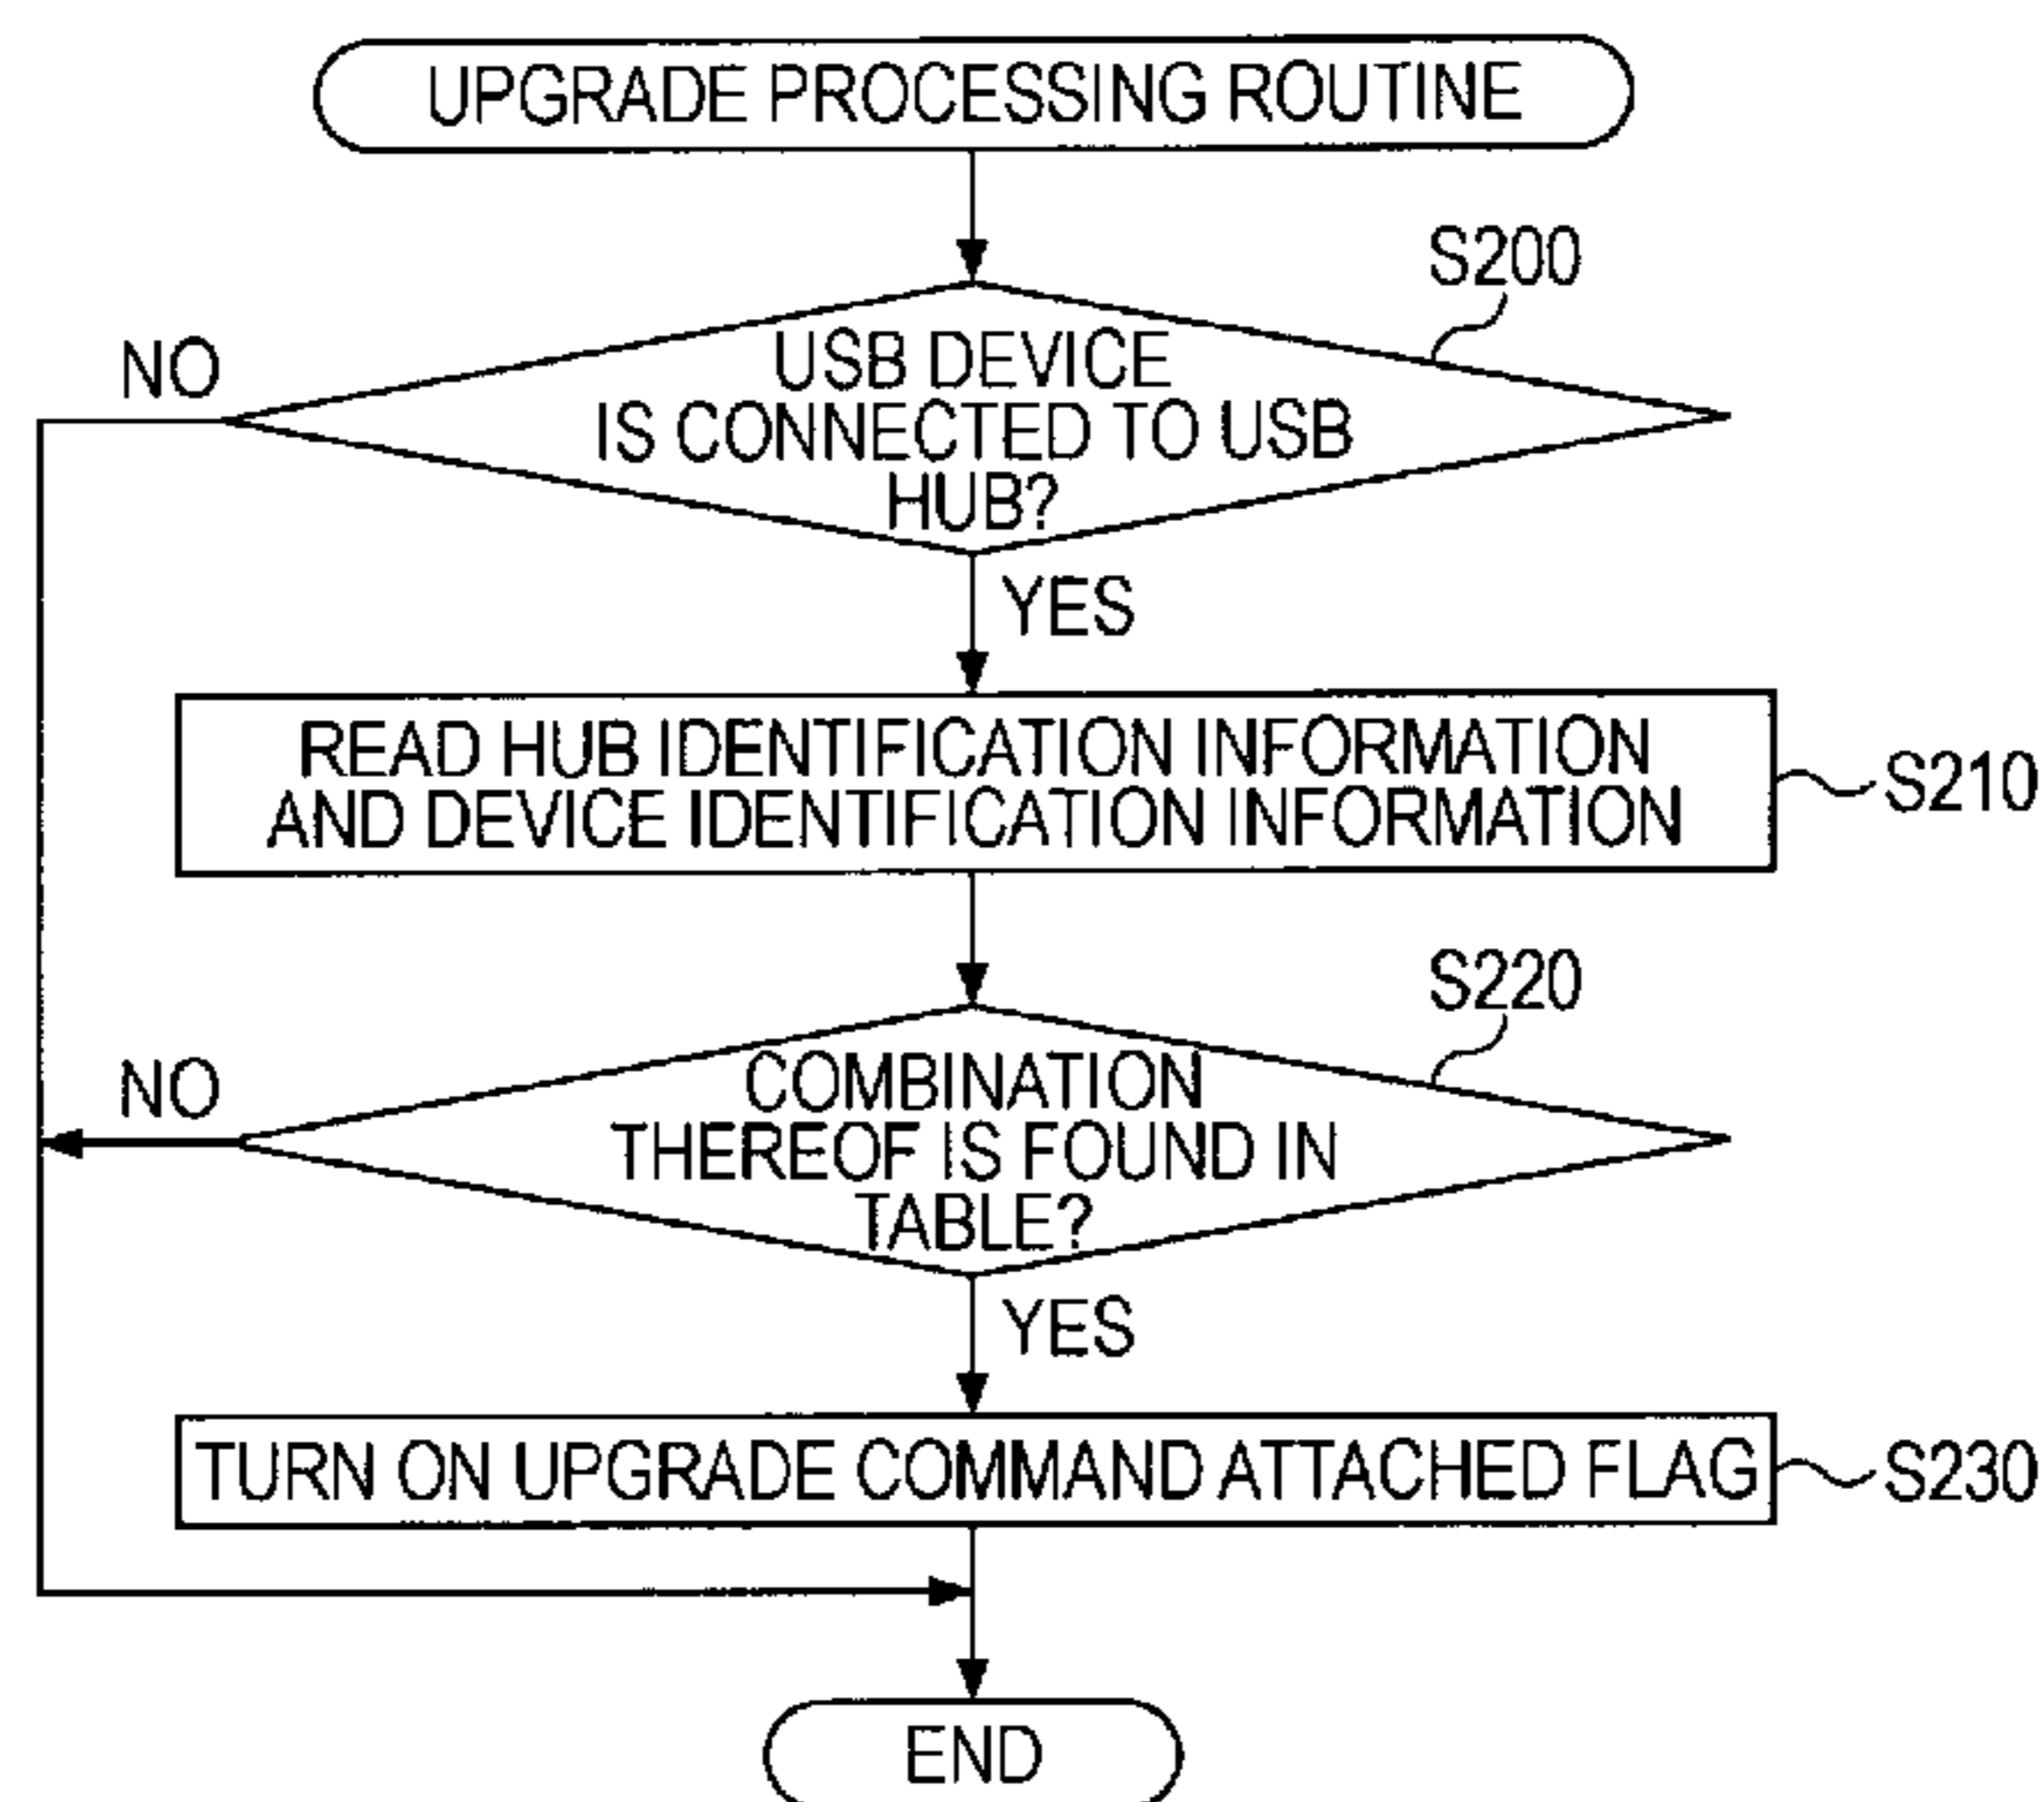 UPGRADE PROCESSING ROUTINE
S200
NO
USB DEVICE
IS CONNECTED TO USB
HUB?
YES
READ HUB IDENTIFICATION INFORMATION
AND DEVICE IDENTIFICATION INFORMATION
S210
S220
NO
COMBINATION
THEREOF IS FOUND IN
TABLE?
YES
TURN ON UPGRADE COMMAND ATTACHED FLAG
S230
END